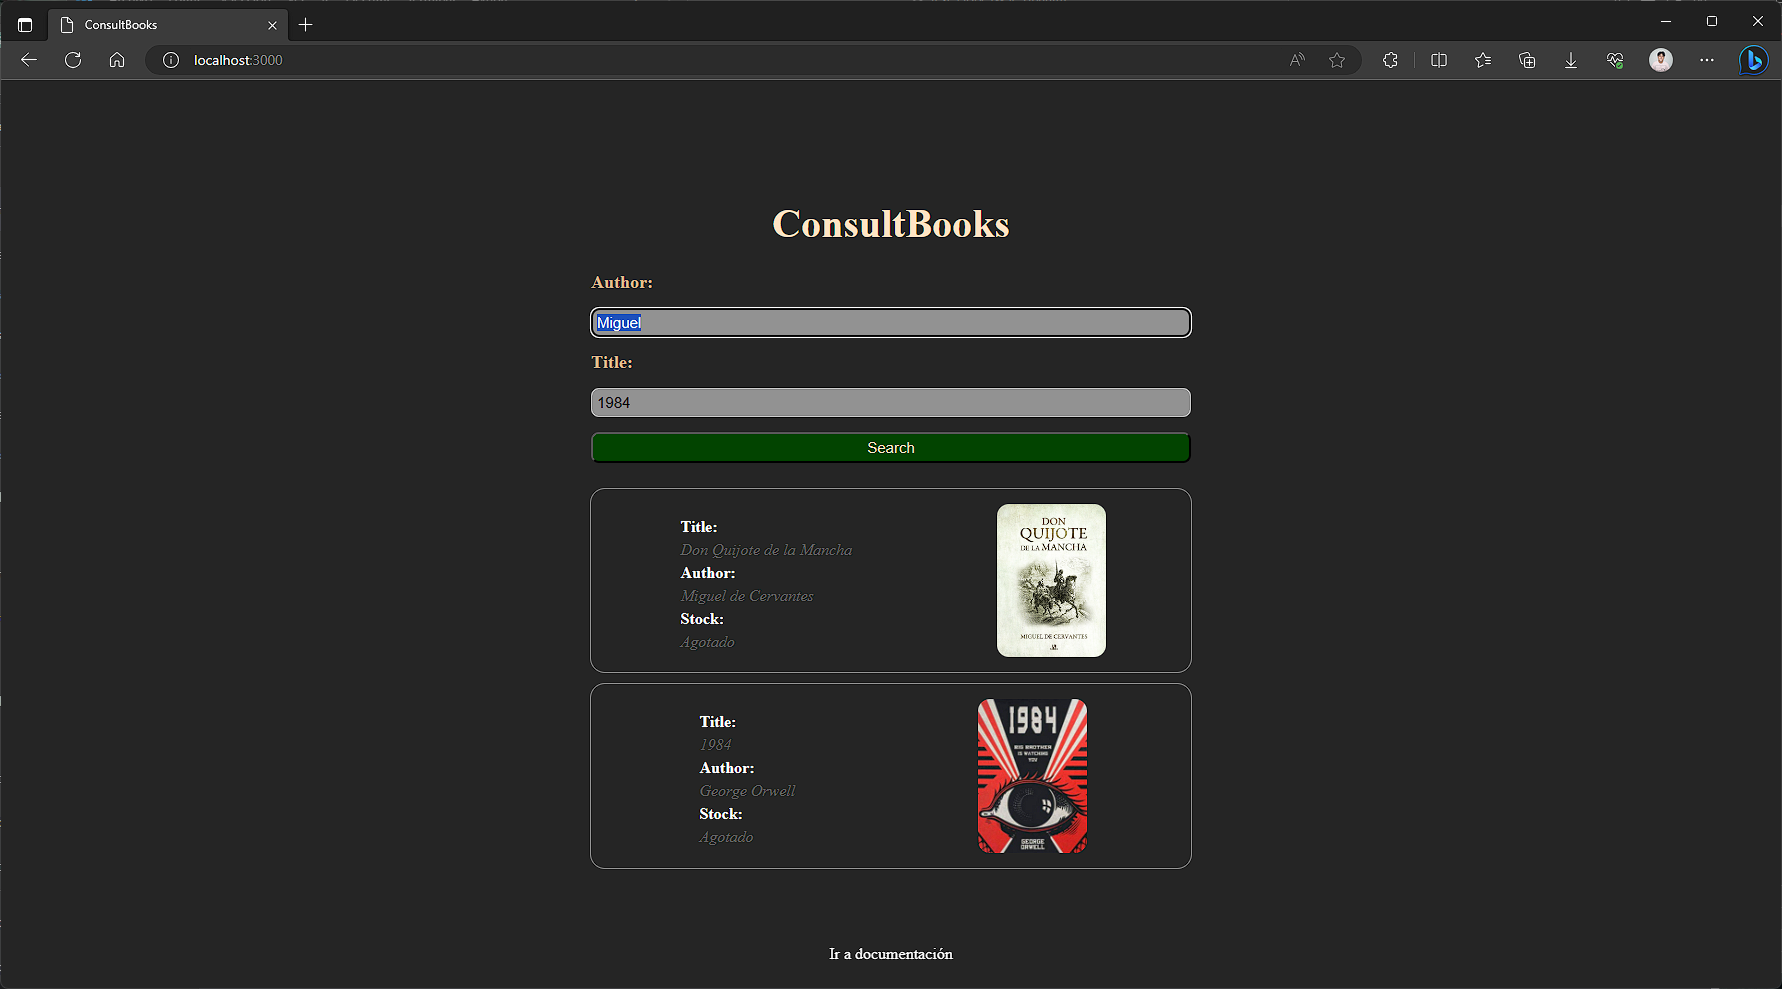 ConsultBooks
localhost:3000
ConsultBooks
Author:
Miguel
Title:
1984
Search
Title:
Don Quijote de la Mancha
Author:
Miguel de Cervantes
Stock:
Agotado
DON
QUIJOTE
DE LA MANCHA
MIGUEL DE CERVANTES
Title:
1984
Author:
George Orwell
Stock:
Agotado
1984
BIG BROTHER
IS WATCHING
YOU
GEORGE
ORWELL
Ir a documentación